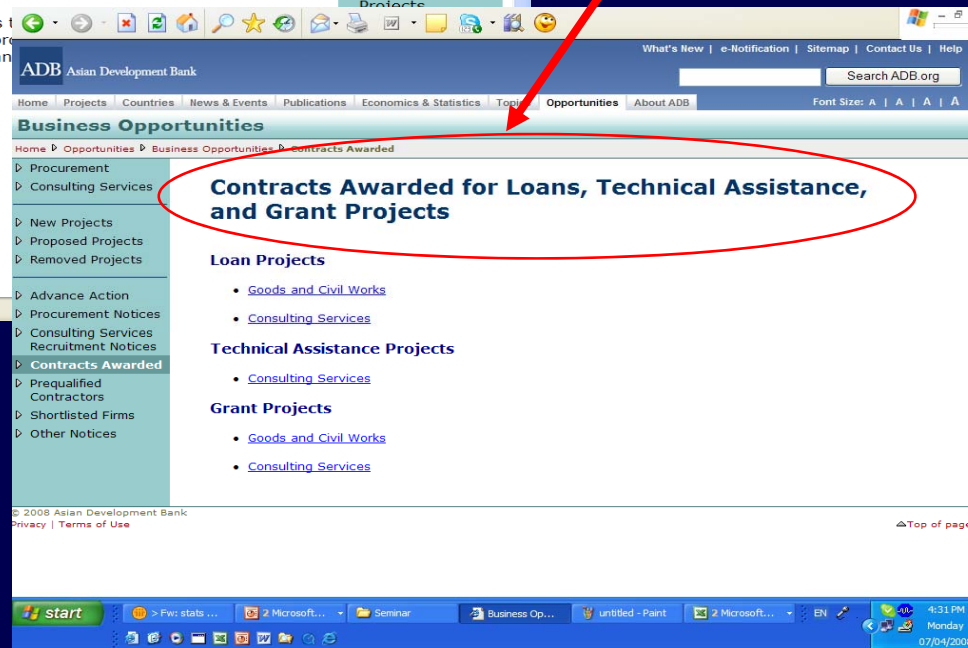 Projects
What's New | e-Notification | Sitemap | Contact Us | Help
ADB Asian Development Bank
Search ADB.org
Home Projects Countries News & Events Publications Economics & Statistics Topics Opportunities About ADB Font Size: A | A | A | A
Business Opportunities
Home Opportunities Business Opportunities Contracts Awarded
Procurement
Consulting Services
New Projects
Proposed Projects
Removed Projects
Advance Action
Procurement Notices
Consulting Services
Recruitment Notices
Contracts Awarded
Prequalified
Contractors
Shortlisted Firms
Other Notices
Contracts Awarded for Loans, Technical Assistance,
and Grant Projects
Loan Projects
• Goods and Civil Works
• Consulting Services
Technical Assistance Projects
• Consulting Services
Grant Projects
• Goods and Civil Works
• Consulting Services
© 2008 Asian Development Bank
Privacy | Terms of Use
Top of page
start > Fw: stats ... 2 Microsoft... Seminar Business Op... untitled - Paint 2 Microsoft... EN 4:31 PM
Monday
07/04/2008